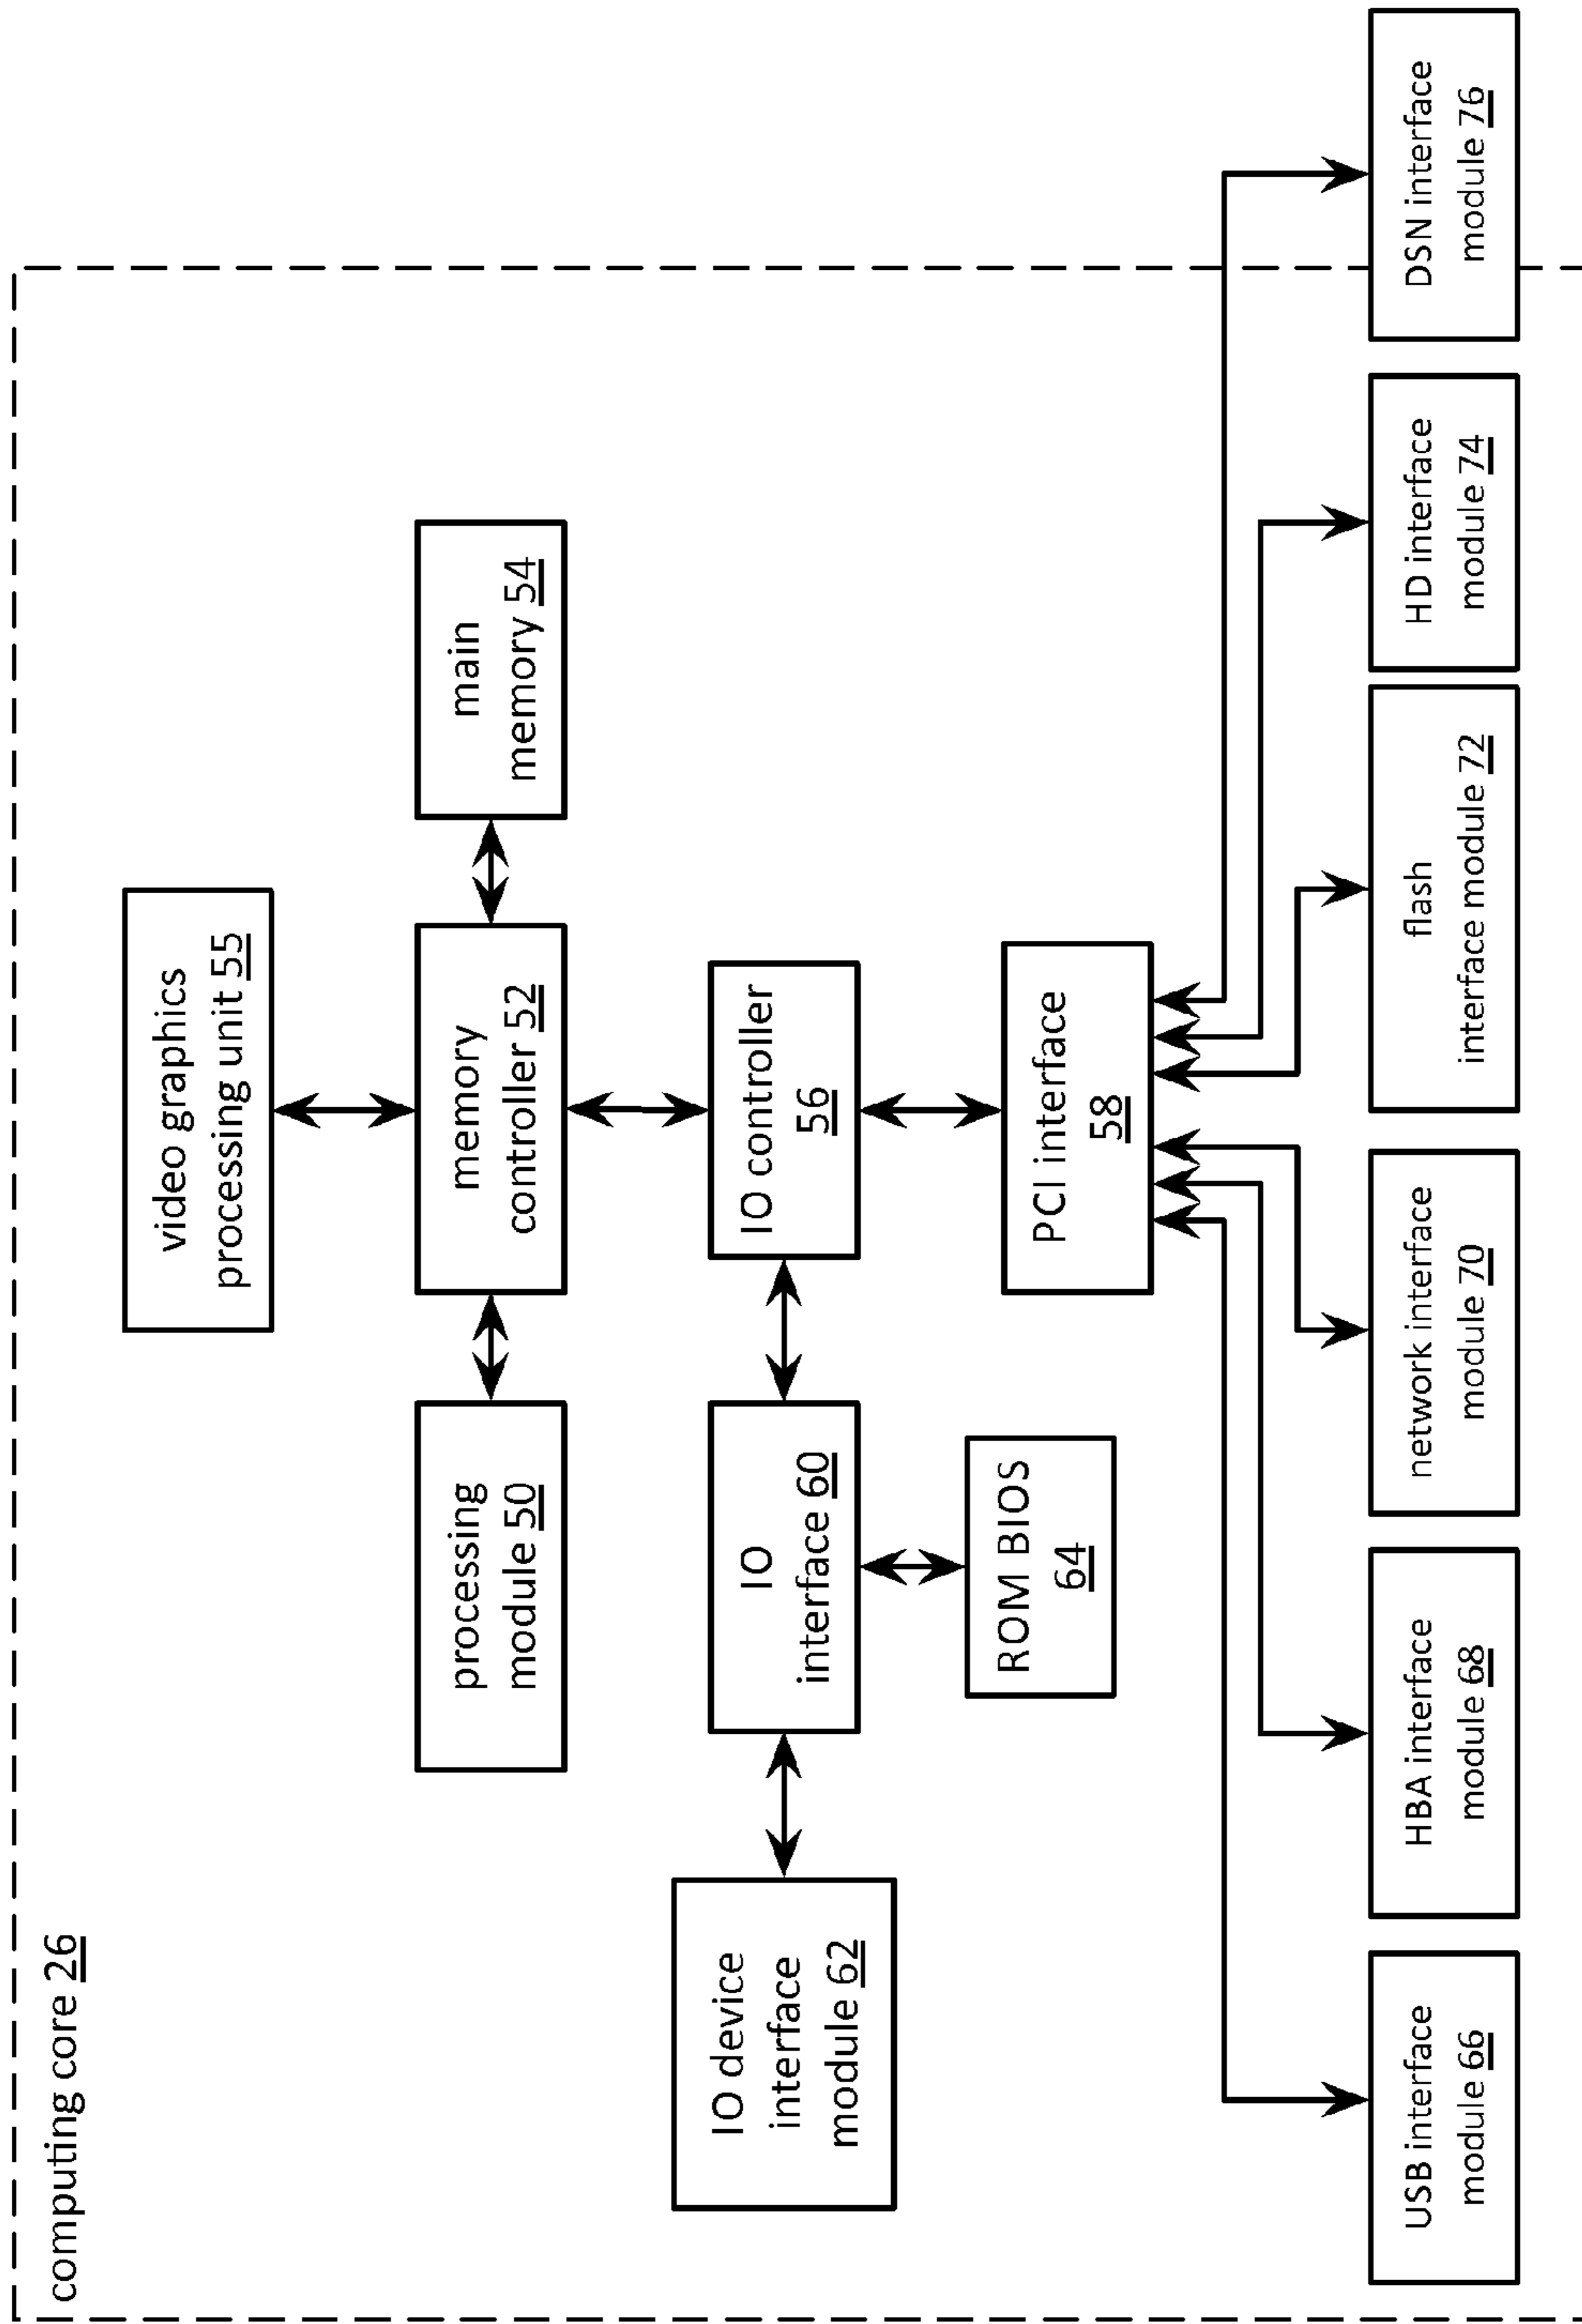 computing core 26
video graphics
processing unit 55
processing
module 50
memory
controller 52
main
memory 54
IO device
interface
module 62
IO
interface 60
IO controller
56
ROM BIOS
64
PCI interface
58
USB interface
module 66
HBA interface
module 68
network interface
module 70
flash
interface module 72
HD interface
module 74
DSN interface
module 76